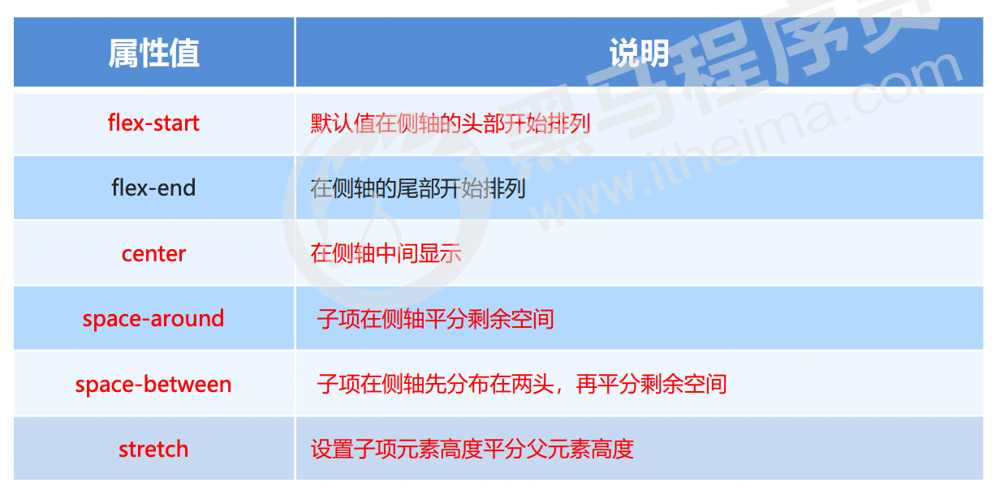 属性值 说明
flex-start 默认值在侧轴的头部开始排列
flex-end 在侧轴的尾部开始排列
center 在侧轴中间显示
space-around 子项在侧轴平分剩余空间
space-between 子项在侧轴先分布在两头，再平分剩余空间
stretch 设置子项元素高度平分父元素高度
黑马程序员
www.itheima.com